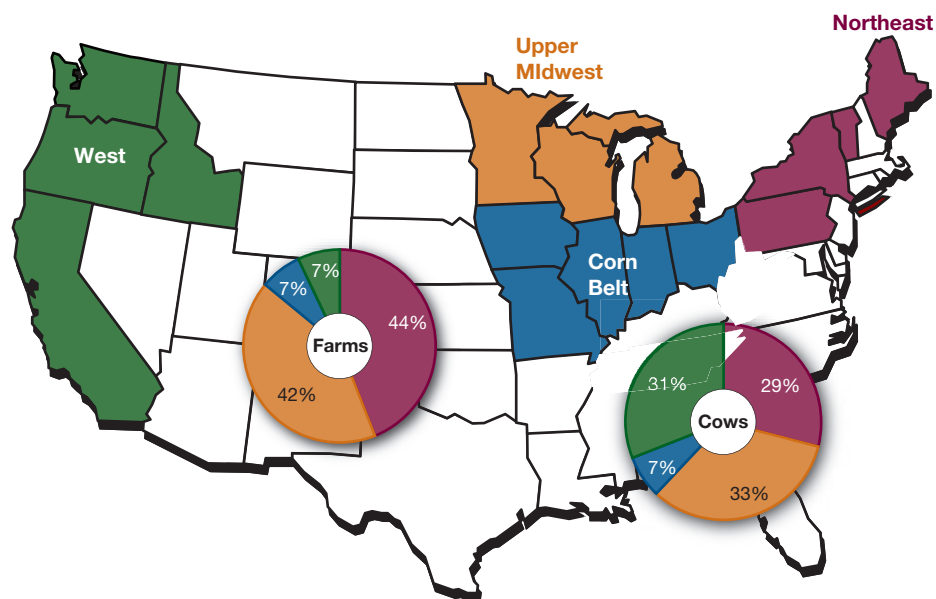 Northeast
Upper
MIdwest
West
Corn
Belt
7%
7%
44%
Farms
42%
31%
29%
Cows
7%
33%